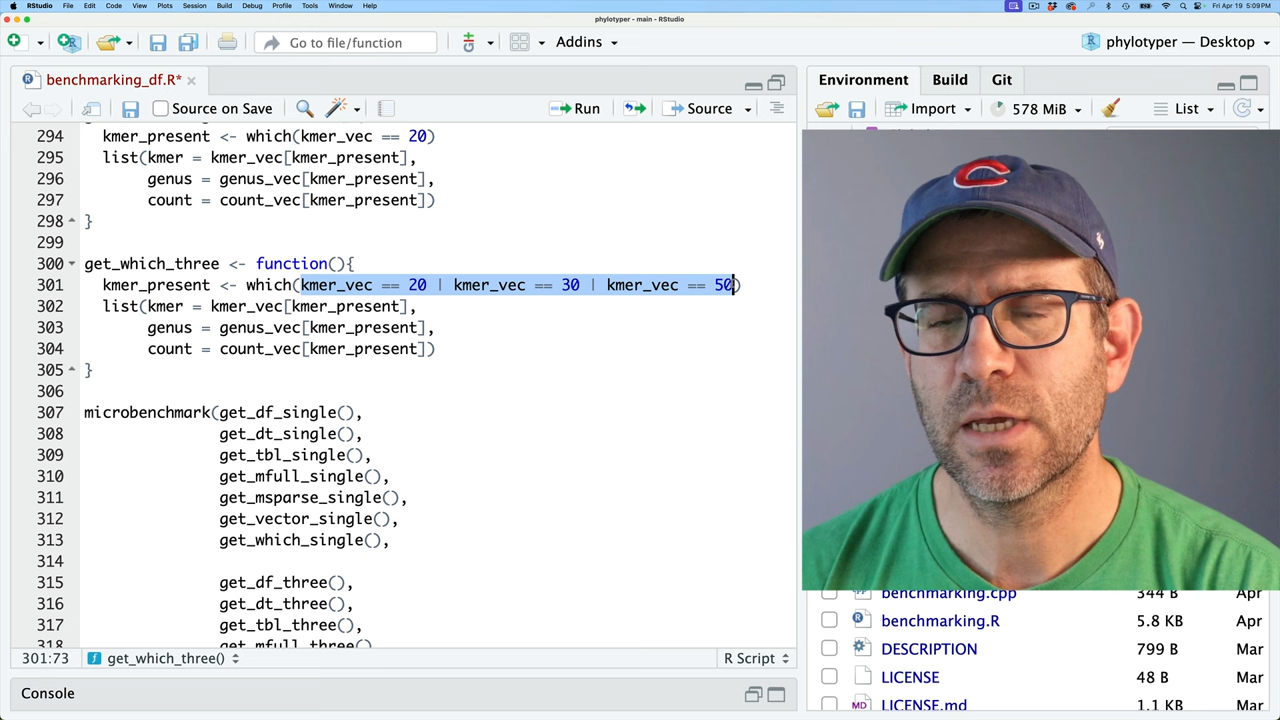 RStudio File Edit Code View Plots Session Build Debug Profile Tools Window Help Fri Apr 19 5:09 PM
phylotyper - main - RStudio
Go to file/function Addins phylotyper — Desktop
benchmarking_df.R*
Source on Save Run Source
294 kmer_present <- which(kmer_vec == 20)
295 list(kmer = kmer_vec[kmer_present],
296 genus = genus_vec[kmer_present],
297 count = count_vec[kmer_present])
298 }
299
300 get_which_three <- function(){
301 kmer_present <- which(kmer_vec == 20 | kmer_vec == 30 | kmer_vec == 50)
302 list(kmer = kmer_vec[kmer_present],
303 genus = genus_vec[kmer_present],
304 count = count_vec[kmer_present])
305 }
306
307 microbenchmark(get_df_single(),
308 get_dt_single(),
309 get_tbl_single(),
310 get_mfull_single(),
311 get_msparse_single(),
312 get_vector_single(),
313 get_which_single(),
314
315 get_df_three(),
316 get_dt_three(),
317 get_tbl_three(),
318 get_mfull_three()
301:73 get_which_three() R Script
Console
Environment Build Git
Import 578 MiB List
C
benchmarking.cpp 344 B Apr
benchmarking.R 5.8 KB Apr
DESCRIPTION 799 B Mar
LICENSE 48 B Mar
LICENSE.md 1.1 KB Mar